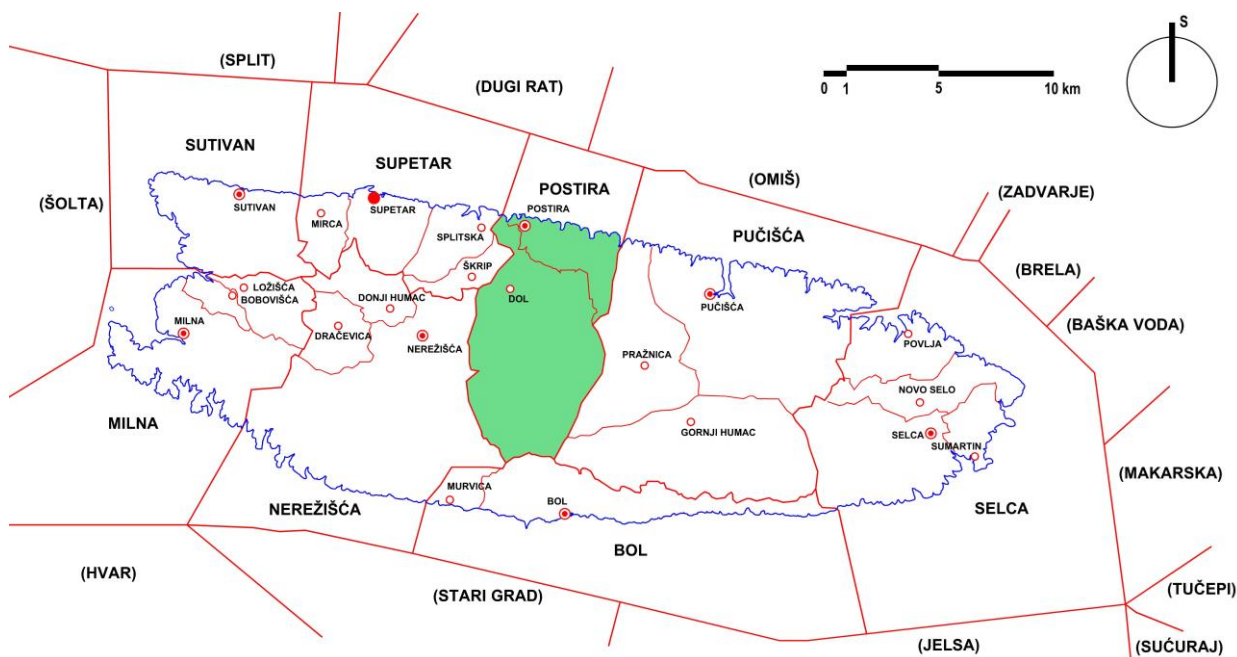 (SPLIT)
(DUGI RAT)
S
0 1 5 10 km
SUTIVAN
SUPETAR
POSTIRA
(OMIŠ)
(ZADVARJE)
(ŠOLTA)
SUTIVAN
MIRCA
SUPETAR
SPLITSKA
POSTIRA
PUČIŠĆA
(BRELA)
ŠKRIP
LOŽIŠĆA
BOBOVIŠĆA
DONJI HUMAC
DOL
PUČIŠĆA
(BAŠKA VODA)
MILNA
DRAČEVICA
NEREŽIŠĆA
PRAŽNICA
POVLJA
NOVO SELO
MILNA
GORNJI HUMAC
SELCA
SUMARTIN
(MAKARSKA)
MURVICA
BOL
NEREŽIŠĆA
SELCA
BOL
(HVAR)
(STARI GRAD)
(TUČEPI)
(JELSA)
(SUĆURAJ)